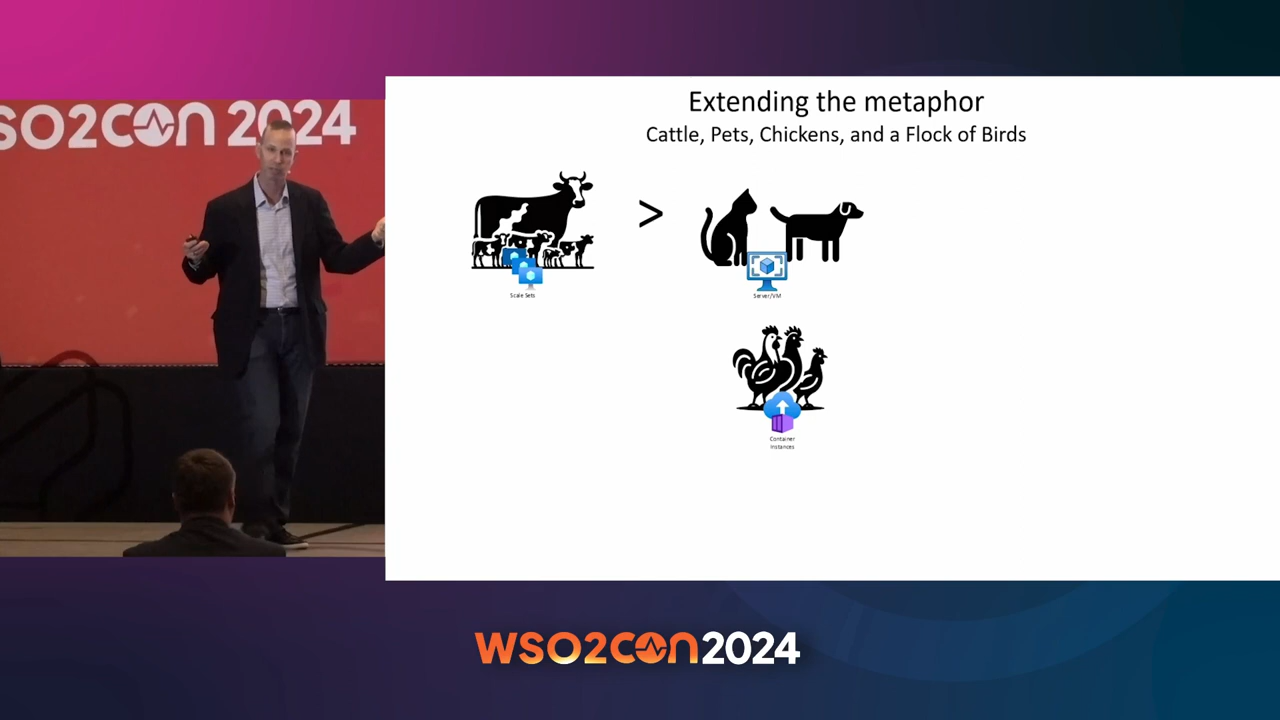 SO2CON 2024
Extending the metaphor
Cattle, Pets, Chickens, and a Flock of Birds
>
Scale Sets
Server/VM
Container
Instances
WSO2CON2024